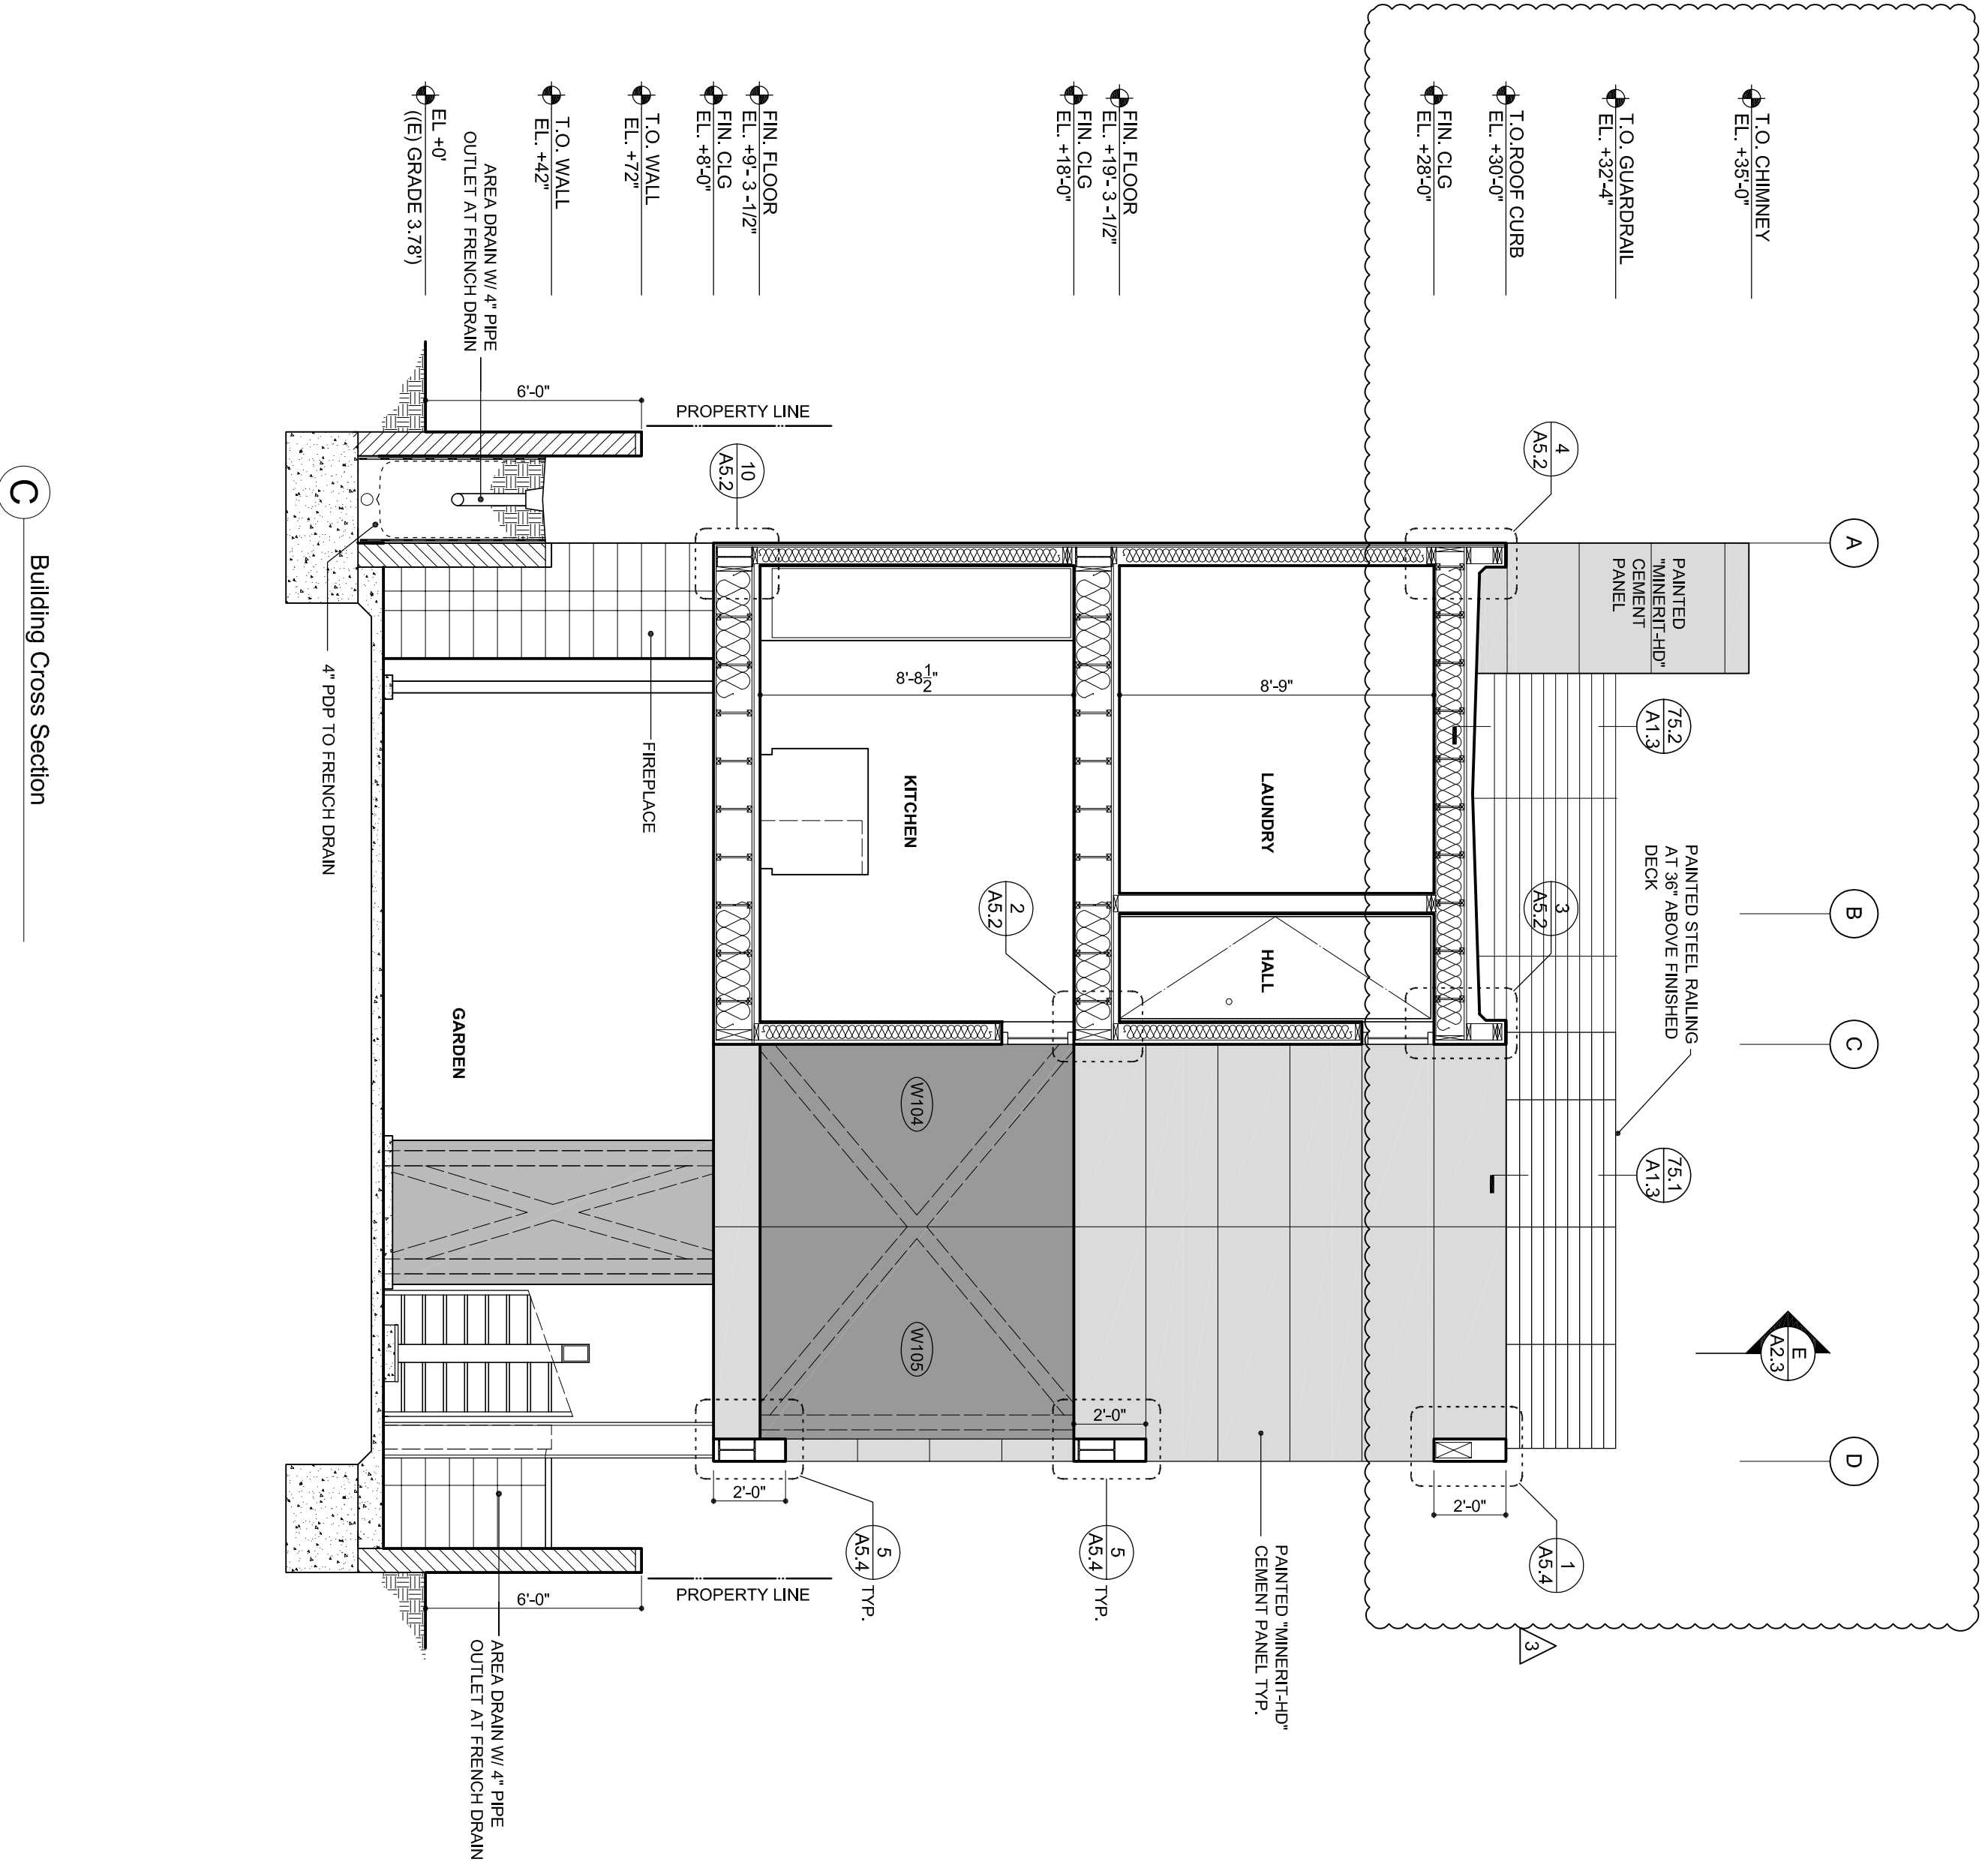 A
B
C
D
T.O. CHIMNEY
EL. +35'-0"
T.O. GUARDRAIL
EL. +32'-4"
T.O.ROOF CURB
EL. +30'-0"
FIN. CLG
EL. +28'-0"
FIN. FLOOR
EL. +19'- 3 -1/2"
FIN. CLG
EL. +18'-0"
FIN. FLOOR
EL. +9'- 3 -1/2"
FIN. CLG
EL. +8'-0"
T.O. WALL
EL. +72"
T.O. WALL
EL. +42"
EL +0'
((E) GRADE 3.78')
E
A2.3
PAINTED
"MINERIT-HD"
CEMENT
PANEL
PAINTED STEEL RAILING
AT 36" ABOVE FINISHED
DECK
75.2
A1.3
75.1
A1.3
4
A5.2
3
A5.2
1
A5.4
3
2'-0"
LAUNDRY
HALL
8'-9"
PAINTED "MINERIT-HD"
CEMENT PANEL TYP.
2
A5.2
2'-0"
5
A5.4
TYP.
KITCHEN
8'-8 1/2"
W104
W105
10
A5.2
2'-0"
5
A5.4
TYP.
PROPERTY LINE
PROPERTY LINE
6'-0"
6'-0"
FIREPLACE
GARDEN
AREA DRAIN W/ 4" PIPE
OUTLET AT FRENCH DRAIN
AREA DRAIN W/ 4" PIPE
OUTLET AT FRENCH DRAIN
4" PDP TO FRENCH DRAIN
C
Building Cross Section